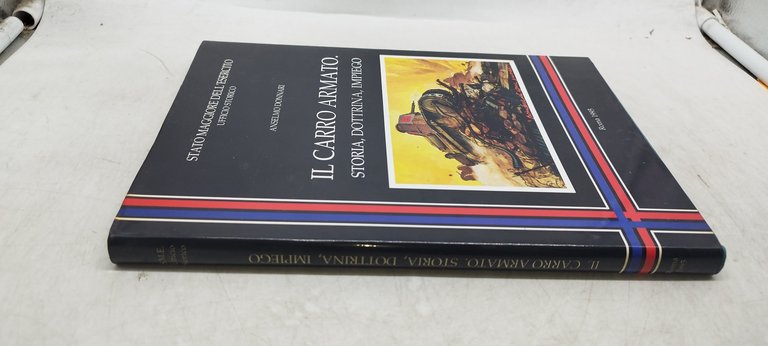 STATO MAGGIORE DELL'ESERCITO
UFFICIO STORICO
ANSELMO DONNARI
IL CARRO ARMATO.
STORIA, DOTTRINA, IMPIEGO
IL CARRO ARMATO. STORIA, DOTTRINA, IMPIEGO